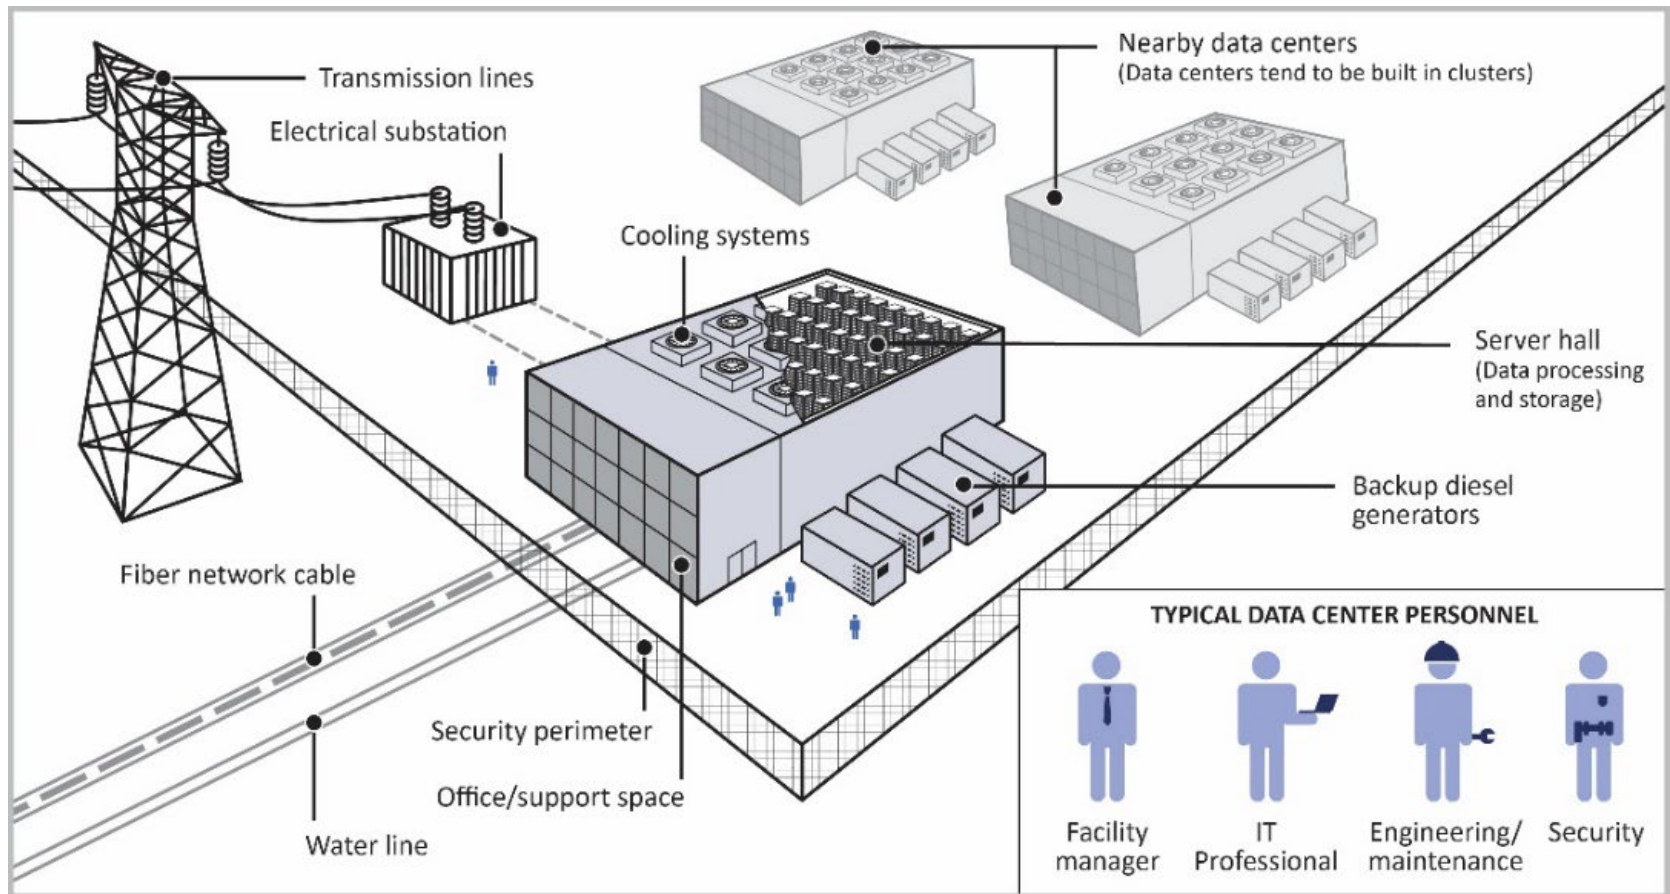 Transmission lines
Electrical substation
Nearby data centers
(Data centers tend to be built in clusters)
Cooling systems
Server hall
(Data processing
and storage)
Backup diesel
generators
Fiber network cable
Security perimeter
Office/support space
Water line
TYPICAL DATA CENTER PERSONNEL
Facility
manager
IT
Professional
Engineering/
maintenance
Security